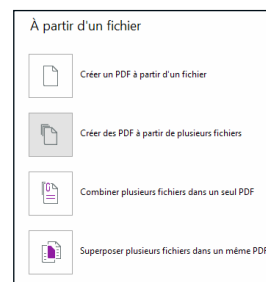 À partir d'un fichier
Créer un PDF à partir d'un fichier
Créer des PDF à partir de plusieurs fichiers
Combiner plusieurs fichiers dans un seul PDF
Superposer plusieurs fichiers dans un même PDF